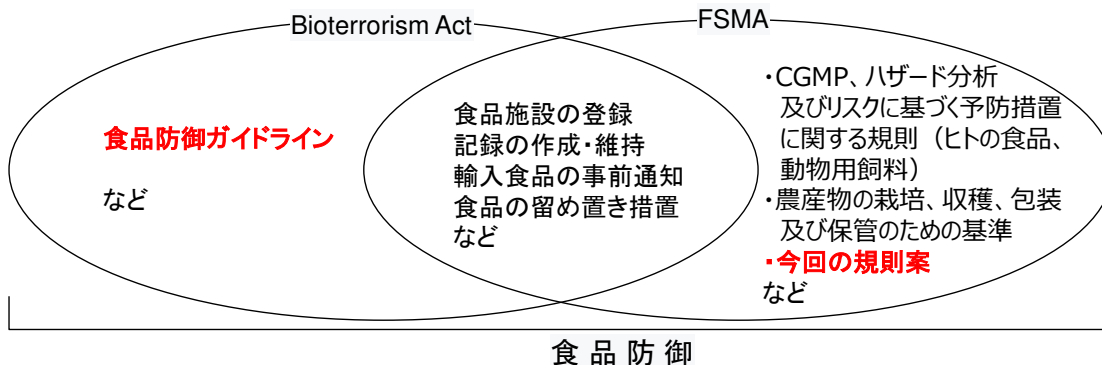 Bioterrorism Act
FSMA
食品防御ガイドライン
など
食品施設の登録
記録の作成・維持
輸入食品の事前通知
食品の留め置き措置
など
・CGMP、ハザード分析
及びリスクに基づく予防措置
に関する規則（ヒトの食品、
動物用飼料）
・農産物の栽培、収穫、包装
及び保管のための基準
・今回の規則案
など
食品防御